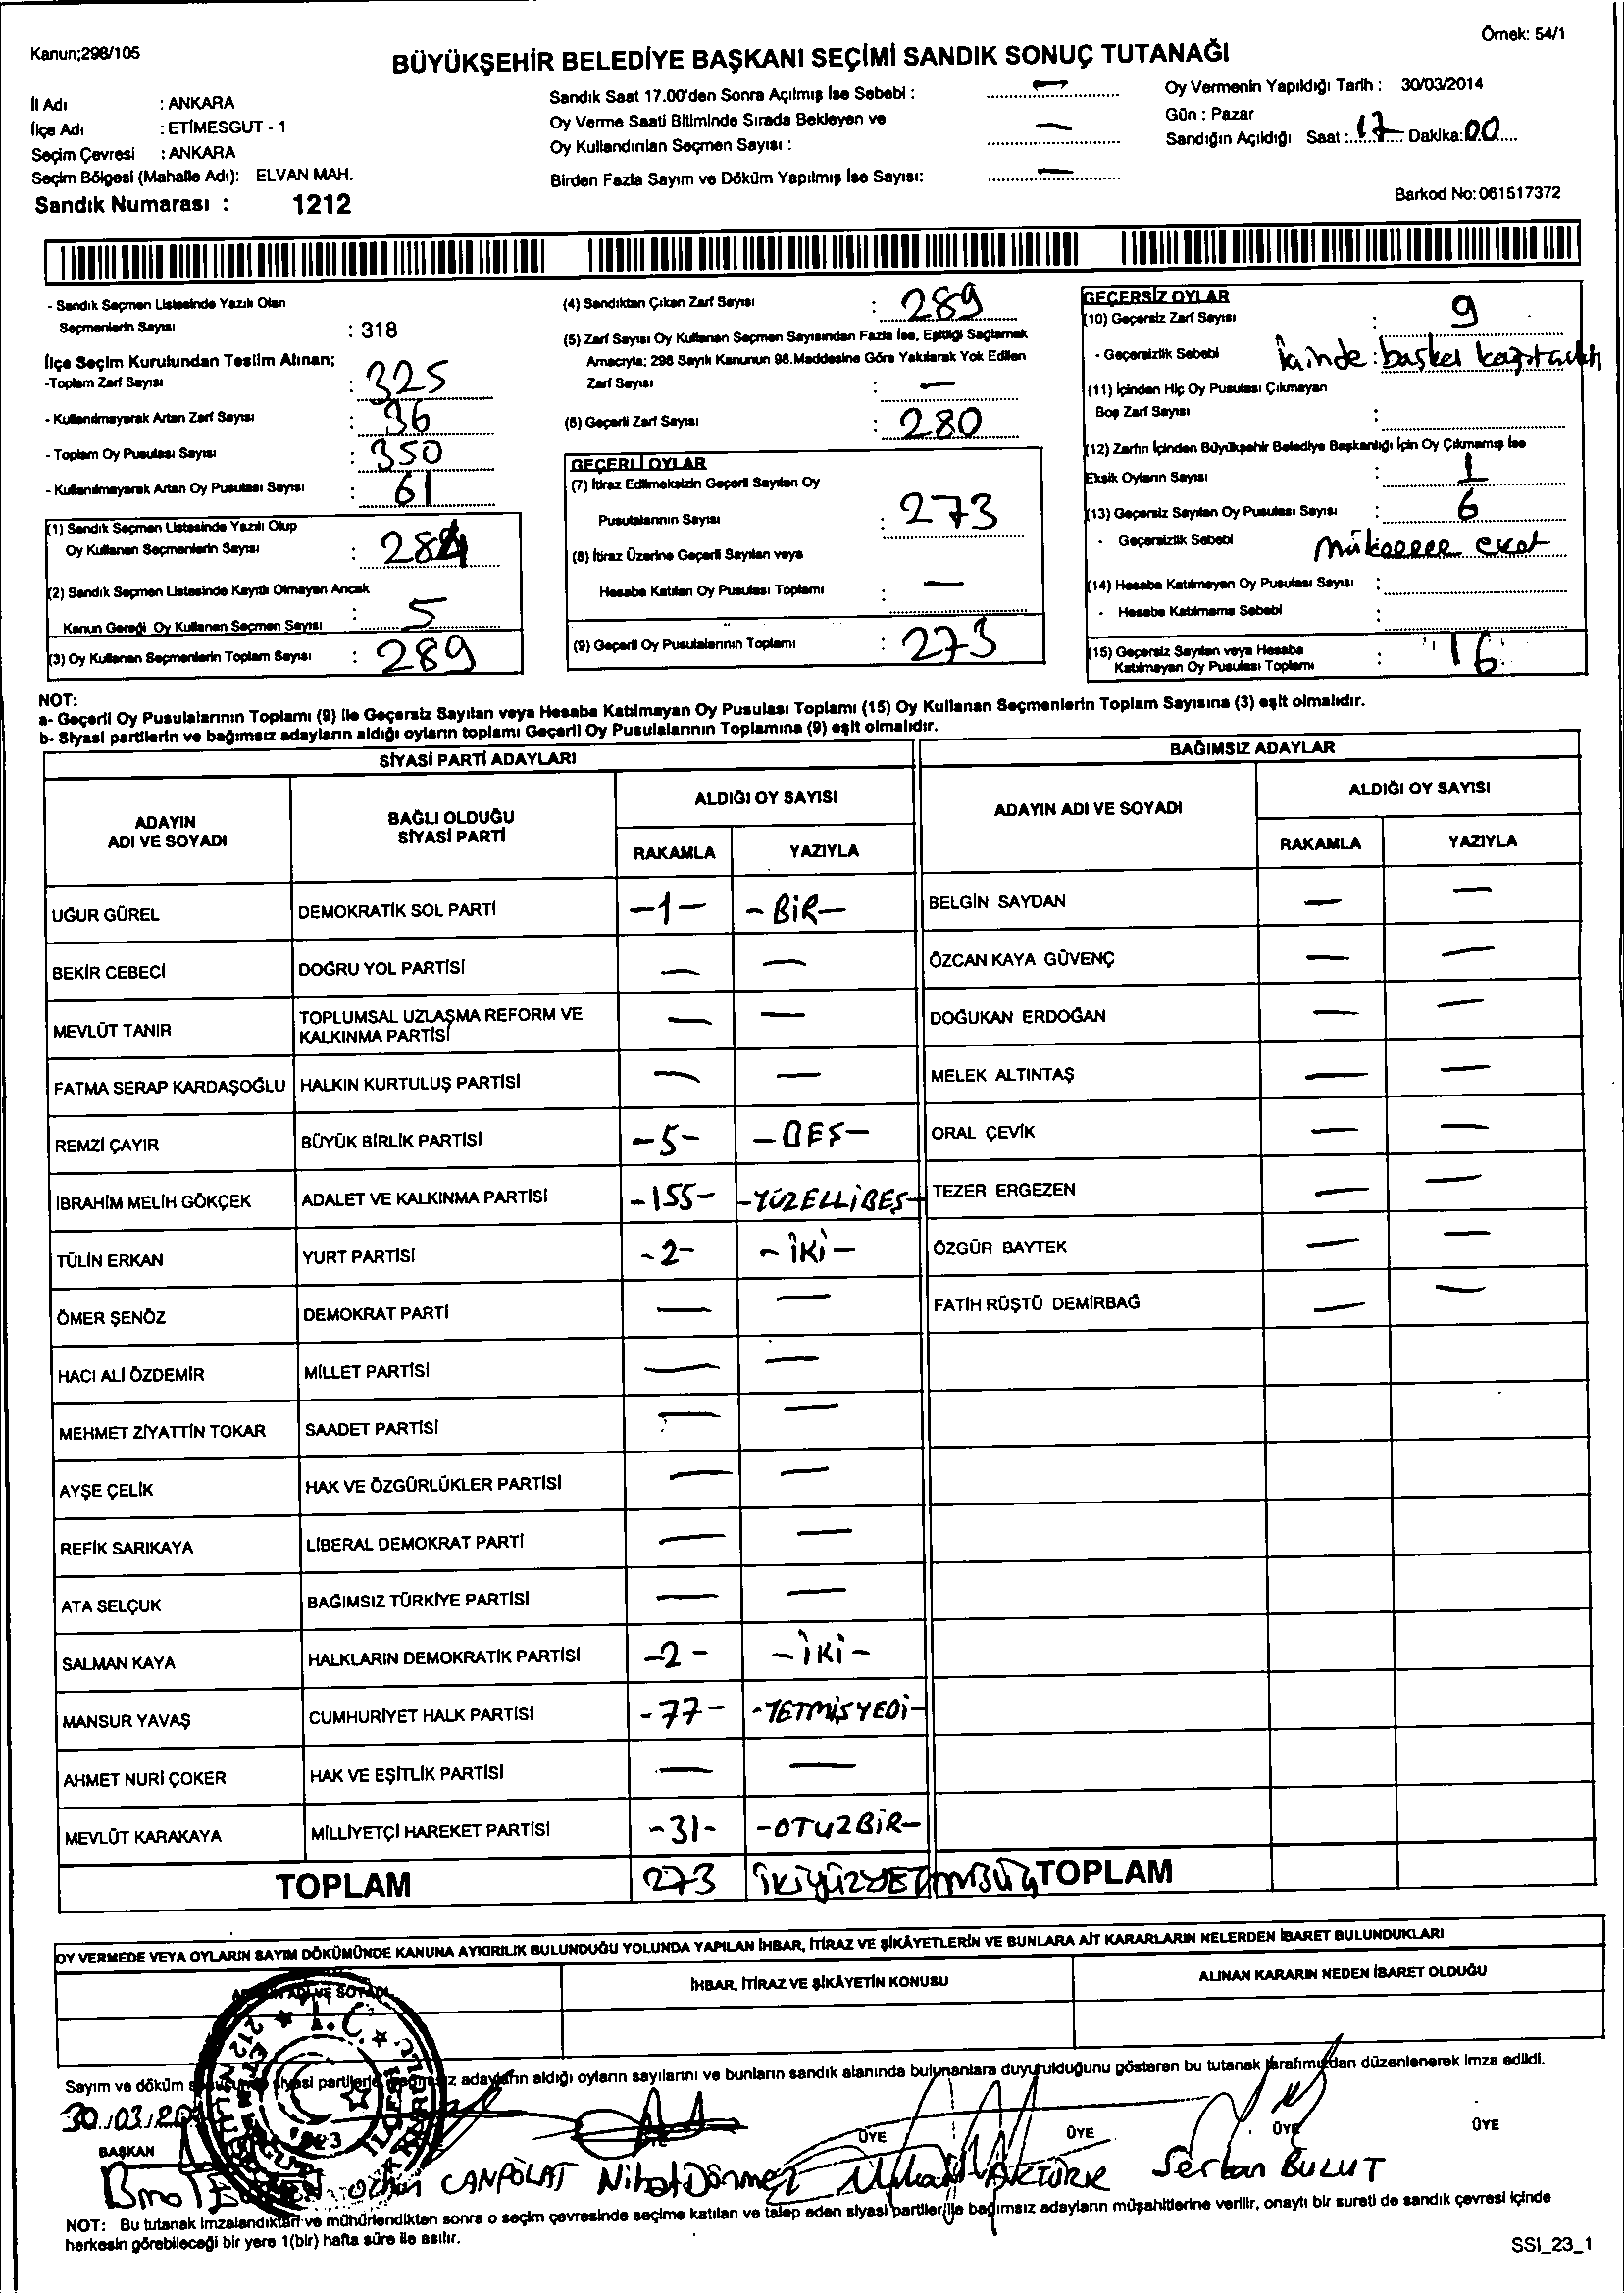 Kanun;298/105
Örnek: 54/1
BÜYÜKŞEHİR BELEDİYE BAŞKANI SEÇİMİ SANDIK SONUÇ TUTANAĞI
İl Adı : ANKARA
İlçe Adı : ETİMESGUT - 1
Seçim Çevresi : ANKARA
Seçim Bölgesi (Mahalle Adı): ELVAN MAH.
Sandık Numarası : 1212
Sandık Saat 17.00'den Sonra Açılmış İse Sebebi : —
Oy Verme Saati Bitiminde Sırada Bekleyen ve
Oy Kullandırılan Seçmen Sayısı : —
Birden Fazla Sayım ve Döküm Yapılmış İse Sayısı: —
Oy Vermenin Yapıldığı Tarih : 30/03/2014
Gün : Pazar
Sandığın Açıldığı Saat : 17 Dakika: 00
Barkod No: 061517372
- Sandık Seçmen Listesinde Yazılı Olan
Seçmenlerin Sayısı : 318
İlçe Seçim Kurulundan Teslim Alınan;
-Toplam Zarf Sayısı : 325
- Kullanılmayarak Artan Zarf Sayısı : 36
- Toplam Oy Pusulası Sayısı : 350
- Kullanılmayarak Artan Oy Pusulası Sayısı : 61
(1) Sandık Seçmen Listesinde Yazılı Olup
Oy Kullanan Seçmenlerin Sayısı : 284
(2) Sandık Seçmen Listesinde Kayıtlı Olmayan Ancak
Kanun Gereği Oy Kullanan Seçmen Sayısı : 5
(3) Oy Kullanan Seçmenlerin Toplam Sayısı : 289
(4) Sandıktan Çıkan Zarf Sayısı : 289
(5) Zarf Sayısı Oy Kullanan Seçmen Sayısından Fazla İse, Eşitliği Sağlamak
Amacıyla; 298 Sayılı Kanunun 98.Maddesine Göre Yakılarak Yok Edilen
Zarf Sayısı : —
(6) Geçerli Zarf Sayısı : 280
GEÇERLİ OYLAR
(7) İtiraz Edilmeksizin Geçerli Sayılan Oy
Pusulalarının Sayısı : 273
(8) İtiraz Üzerine Geçerli Sayılan veya
Hesaba Katılan Oy Pusulası Toplamı : —
(9) Geçerli Oy Pusulalarının Toplamı : 273
GEÇERSİZ OYLAR
(10) Geçersiz Zarf Sayısı : 9
- Geçersizlik Sebebi : içinde başka
(11) İçinden Hiç Oy Pusulası Çıkmayan
Boş Zarf Sayısı :
(12) Zarfın İçinden Büyükşehir Belediye Başkanlığı İçin Oy Çıkmamış İse
Eksik Oyların Sayısı : 1
(13) Geçersiz Sayılan Oy Pusulası Sayısı : 6
- Geçersizlik Sebebi
(14) Hesaba Katılmayan Oy Pusulası Sayısı :
- Hesaba Katılmama Sebebi :
(15) Geçersiz Sayılan veya Hesaba
Katılmayan Oy Pusulası Toplamı : 16
NOT:
a- Geçerli Oy Pusulalarının Toplamı (9) ile Geçersiz Sayılan veya Hesaba Katılmayan Oy Pusulası Toplamı (15) Oy Kullanan Seçmenlerin Toplam Sayısına (3) eşit olmalıdır.
b- Siyasi partilerin ve bağımsız adayların aldığı oyların toplamı Geçerli Oy Pusulalarının Toplamına (9) eşit olmalıdır.
SİYASİ PARTİ ADAYLARI
BAĞIMSIZ ADAYLAR
ADAYIN
ADI VE SOYADI
BAĞLI OLDUĞU
SİYASİ PARTİ
ALDIĞI OY SAYISI
RAKAMLA YAZIYLA
ADAYIN ADI VE SOYADI
ALDIĞI OY SAYISI
RAKAMLA YAZIYLA
UĞUR GÜREL DEMOKRATİK SOL PARTİ -1- -BİR-
BEKİR CEBECİ DOĞRU YOL PARTİSİ — —
MEVLÜT TANIR TOPLUMSAL UZLAŞMA REFORM VE
KALKINMA PARTİSİ — —
FATMA SERAP KARDAŞOĞLU HALKIN KURTULUŞ PARTİSİ — —
REMZİ ÇAYIR BÜYÜK BİRLİK PARTİSİ -5- -BEŞ-
İBRAHİM MELİH GÖKÇEK ADALET VE KALKINMA PARTİSİ -155- -YÜZELLİBEŞ-
TÜLİN ERKAN YURT PARTİSİ -2- -İKİ-
ÖMER ŞENÖZ DEMOKRAT PARTİ — —
HACI ALİ ÖZDEMİR MİLLET PARTİSİ — —
MEHMET ZİYATTİN TOKAR SAADET PARTİSİ — —
AYŞE ÇELİK HAK VE ÖZGÜRLÜKLER PARTİSİ — —
REFİK SARIKAYA LİBERAL DEMOKRAT PARTİ — —
ATA SELÇUK BAĞIMSIZ TÜRKİYE PARTİSİ — —
SALMAN KAYA HALKLARIN DEMOKRATİK PARTİSİ -2- -İKİ-
MANSUR YAVAŞ CUMHURİYET HALK PARTİSİ -77- -YETMİŞYEDİ-
AHMET NURİ ÇOKER HAK VE EŞİTLİK PARTİSİ — —
MEVLÜT KARAKAYA MİLLİYETÇİ HAREKET PARTİSİ -31- -OTUZBİR-
TOPLAM 273 İKİYÜZYETMİŞÜÇ
BELGİN SAYDAN — —
ÖZCAN KAYA GÜVENÇ — —
DOĞUKAN ERDOĞAN — —
MELEK ALTINTAŞ — —
ORAL ÇEVİK — —
TEZER ERGEZEN — —
ÖZGÜR BAYTEK — —
FATİH RÜŞTÜ DEMİRBAĞ — —
TOPLAM
OY VERMEDE VEYA OYLARIN SAYIM DÖKÜMÜNDE KANUNA AYKIRILIK BULUNDUĞU YOLUNDA YAPILAN İHBAR, İTİRAZ VE ŞİKÂYETLERİN VE BUNLARA AİT KARARLARIN NELERDEN İBARET BULUNDUKLARI
ADI VE SOYADI
İHBAR, İTİRAZ VE ŞİKÂYETİN KONUSU
ALINAN KARARIN NEDEN İBARET OLDUĞU
T.C.
Sayım ve döküm siyasi partilerle adayların aldığı oyların sayılarını ve bunların sandık alanında bulunanlara duyurulduğunu gösteren bu tutanak tarafımızdan düzenlenerek imza edildi.
30/03/20
BAŞKAN ÜYE ÜYE ÜYE ÜYE ÜYE
CANPOLAT Nihat Dönmez AKTÜRK Serkan BULUT
NOT: Bu tutanak imzalandıktan ve mühürlendikten sonra o seçim çevresinde seçime katılan ve talep eden siyasi partiler ile bağımsız adayların müşahitlerine verilir, onaylı bir sureti de sandık çevresi içinde
herkesin görebileceği bir yere 1(bir) hafta süre ile asılır.
SSI_23_1